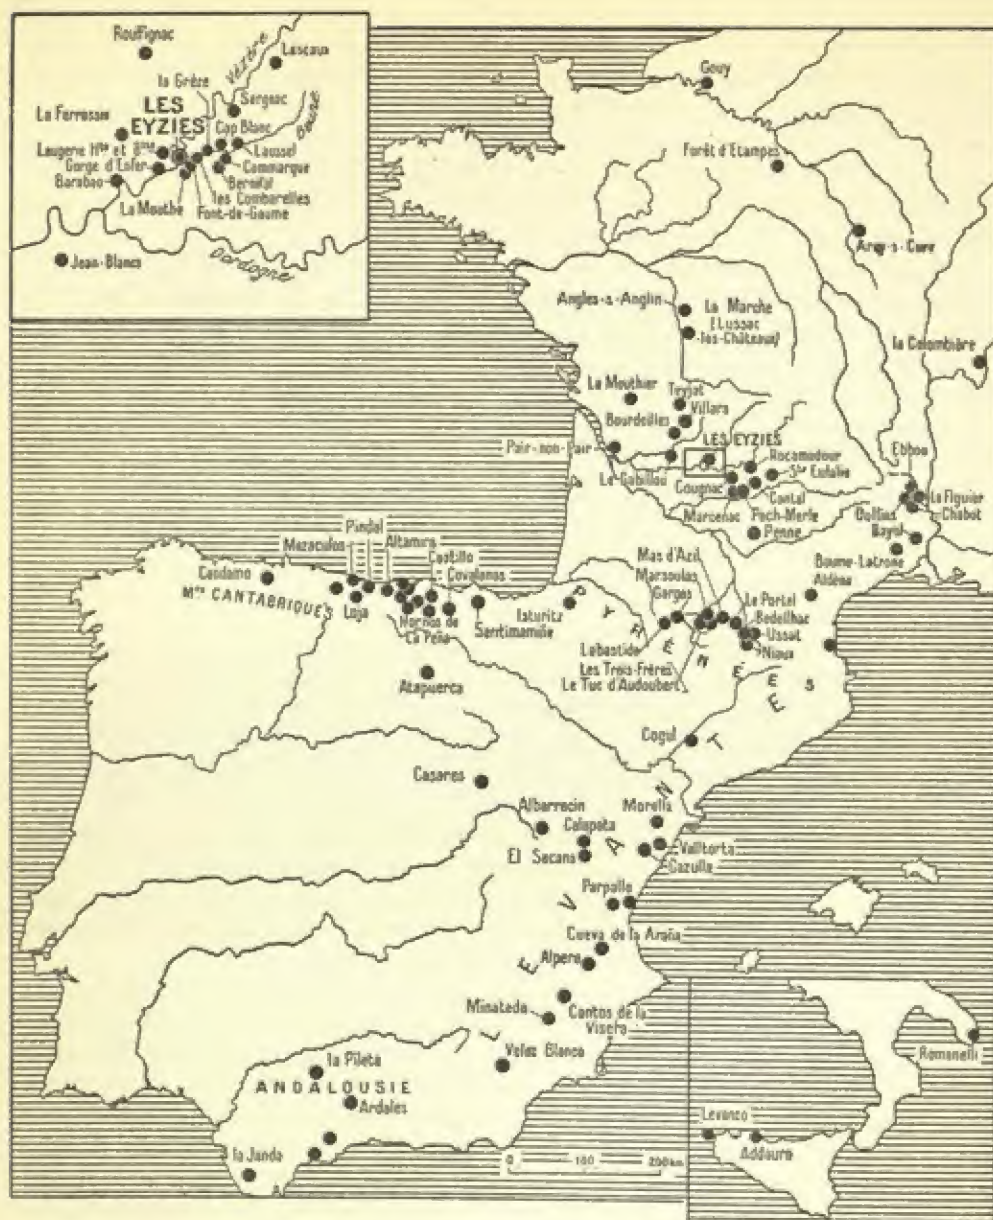 Rouffignac
Lascaux
Vézère
la Grèze
Sergeac
La Ferrassie
LES
EYZIES
Cap Blanc
Beune
Laugerie Hte et Bsse
Laussel
Gorge d'Enfer
Commarque
Barabao
Bernifal
les Combarelles
La Mouthe
Font-de-Gaume
Jean-Blancs
Dordogne
Gouy
Forêt d'Etampes
Arcy-s-Cure
Angles-s-Anglin
La Marche
(Lussac
-les-Châteaux)
la Colombière
La Mouthier
Teyjat
Villars
Bourdeilles
LES EYZIES
Pair-non-Pair
Rocamadour
Ebbou
Ste Eulalie
Le Gabillou
Cougnac
Cantal
Le Figuier
Chabot
Marcenac
Pech-Merle
Bayol
Penne
Baume-Latrone
Aldène
Pindal
Mazaculos
Altamira
Castillo
Covalanas
Candamo
Mts CANTABRIQUES
Loja
Hornos de
La Peña
Santimamiñe
Isturitz
Mas d'Azil
Marsoulas
Gargas
Le Portel
Bedeilhac
Ussat
Niaux
Labastide
Les Trois-Frères
Le Tuc d'Audoubert
PYRÉNÉES
Atapuerca
Cogul
Casares
Morella
Albarracin
Calapata
Valltorta
El Secans
Gazulla
Parpallo
LEVANT
Cueva de la Araña
Alpera
Minateda
Cantos de la
Visera
Velez Blanco
la Pileta
ANDALOUSIE
Ardales
à la Janda
0 100 200km
Romanelli
Levanzo
Addaura